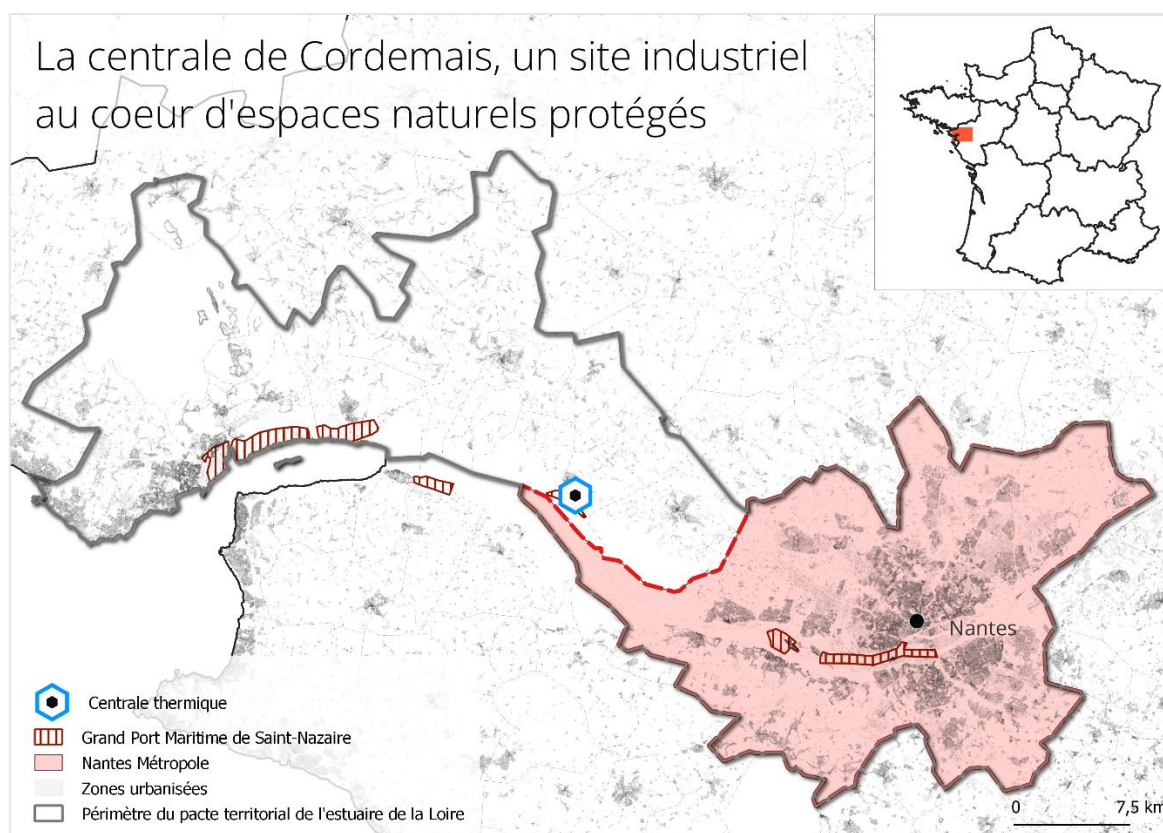 La centrale de Cordemais, un site industriel
au coeur d'espaces naturels protégés
Nantes
Centrale thermique
Grand Port Maritime de Saint-Nazaire
Nantes Métropole
Zones urbanisées
Périmètre du pacte territorial de l'estuaire de la Loire
0 7,5 km